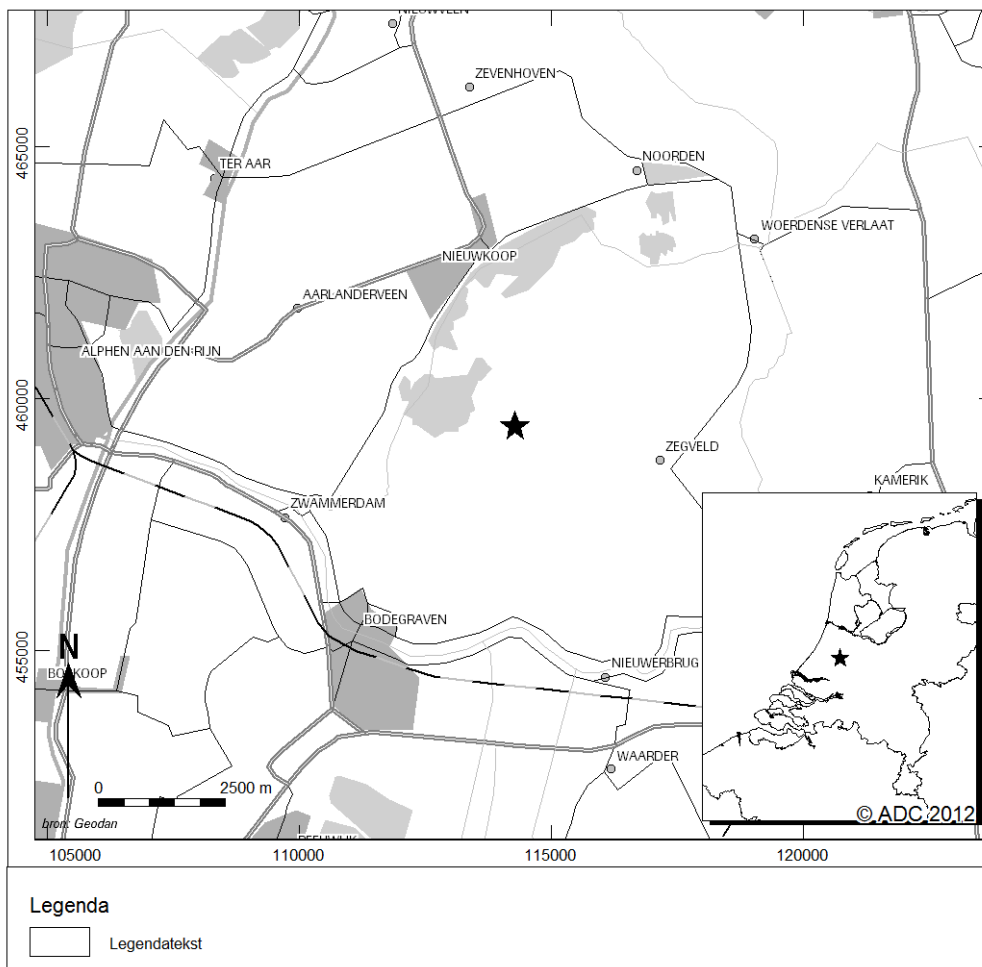 NIEUWVEEN
ZEVENHOVEN
465000
TER AAR
NOORDEN
WOERDENSE VERLAAT
NIEUWKOOP
AARLANDERVEEN
ALPHEN AAN DEN RIJN
460000
ZEGVELD
KAMERIK
ZWAMMERDAM
BODEGRAVEN
455000
N
NIEUWERBRUG
WAARDER
0 2500 m
bron: Geodan
© ADC 2012
105000 110000 115000 120000
Legenda
Legendatekst